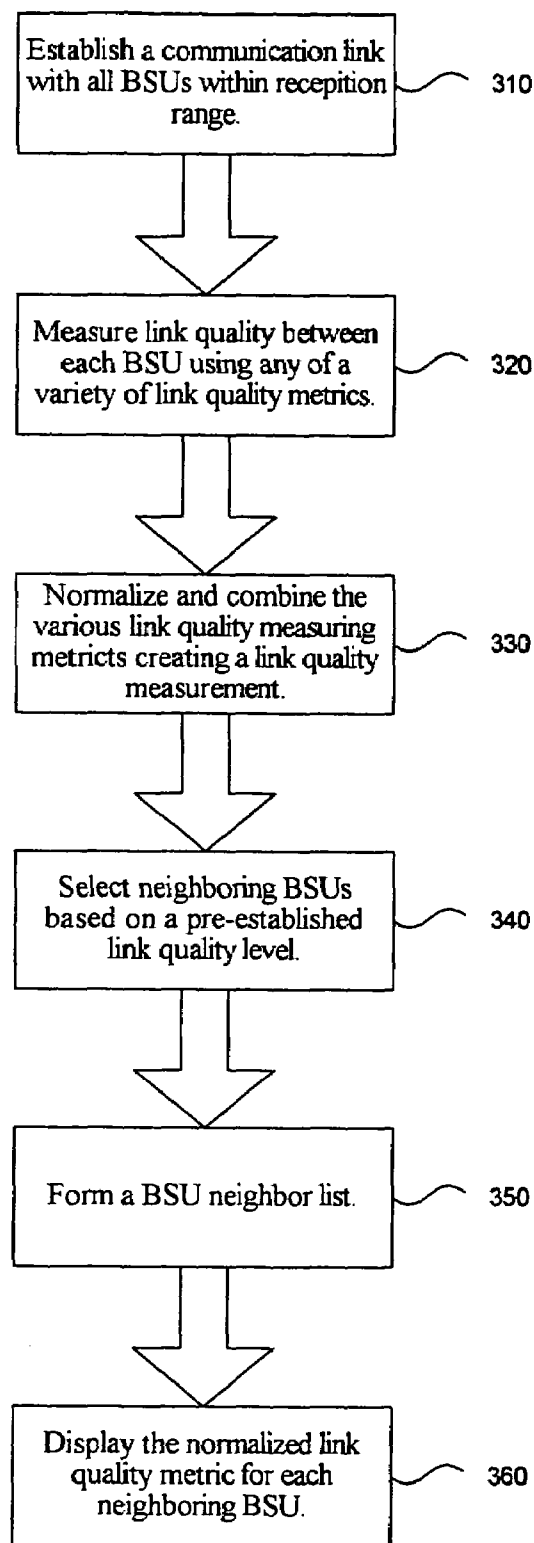 Establish a communication link
with all BSUs within recepition
range.
310
Measure link quality between
each BSU using any of a
variety of link quality metrics.
320
Normalize and combine the
various link quality measuring
metricts creating a link quality
measurement.
330
Select neighboring BSUs
based on a pre-established
link quality level.
340
Form a BSU neighbor list.
350
Display the normalized link
quality metric for each
neighboring BSU.
360